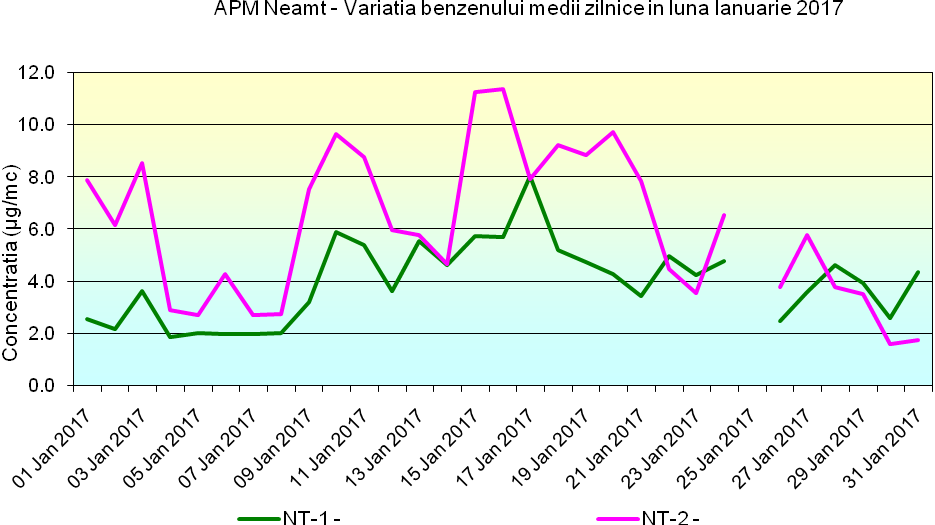 APM Neamt - Variatia benzenului medii zilnice in luna Ianuarie 2017
Concentratia (µg/mc)
12.0
10.0
8.0
6.0
4.0
2.0
0.0
01 Jan 2017
03 Jan 2017
05 Jan 2017
07 Jan 2017
09 Jan 2017
11 Jan 2017
13 Jan 2017
15 Jan 2017
17 Jan 2017
19 Jan 2017
21 Jan 2017
23 Jan 2017
25 Jan 2017
27 Jan 2017
29 Jan 2017
31 Jan 2017
NT-1 - NT-2 -